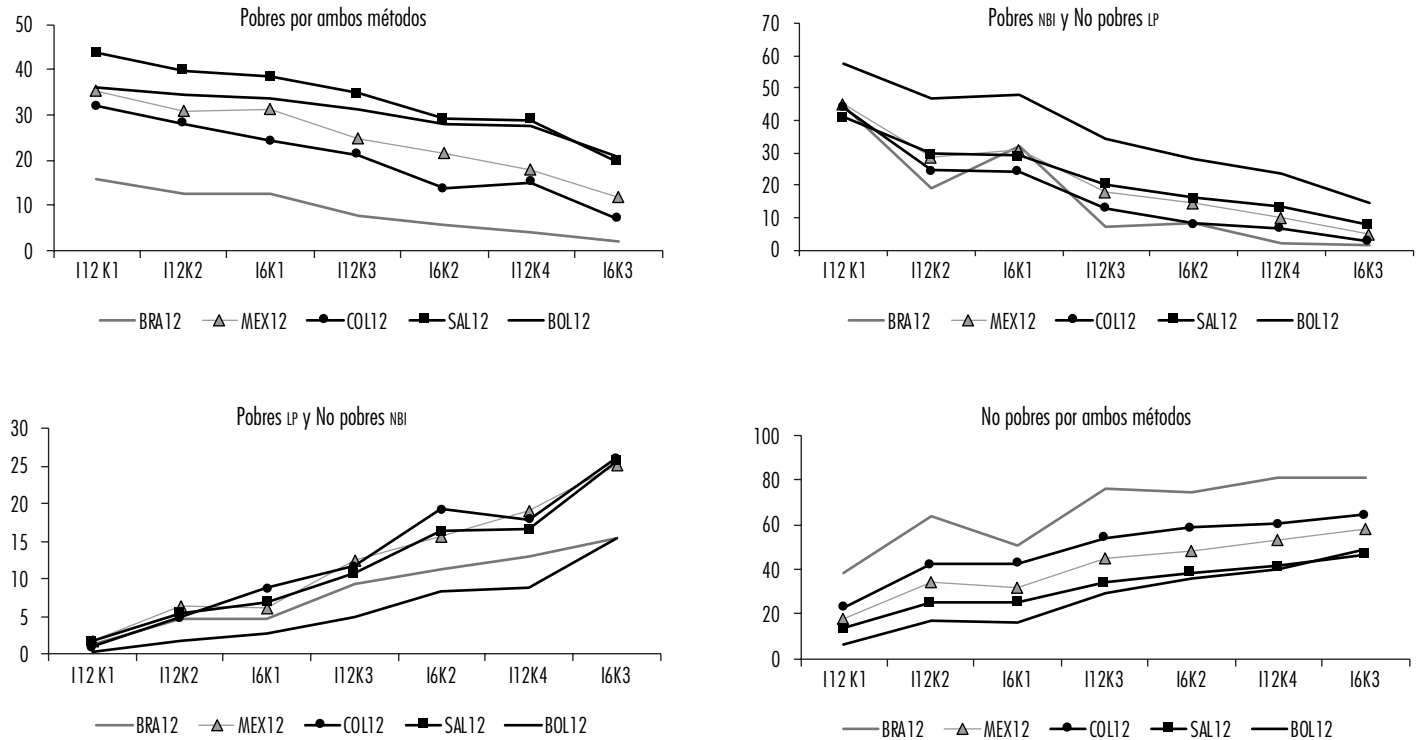 Pobres por ambos métodos
50
40
30
20
10
0
I12 K1 I12K2 I6K1 I12K3 I6K2 I12K4 I6K3
BRA12 MEX12 COL12 SAL12 BOL12
Pobres NBI y No pobres LP
70
60
50
40
30
20
10
0
I12 K1 I12K2 I6K1 I12K3 I6K2 I12K4 I6K3
BRA12 MEX12 COL12 SAL12 BOL12
Pobres LP y No pobres NBI
30
25
20
15
10
5
0
I12 K1 I12K2 I6K1 I12K3 I6K2 I12K4 I6K3
BRA12 MEX12 COL12 SAL12 BOL12
No pobres por ambos métodos
100
80
60
40
20
0
I12 K1 I12K2 I6K1 I12K3 I6K2 I12K4 I6K3
BRA12 MEX12 COL12 SAL12 BOL12